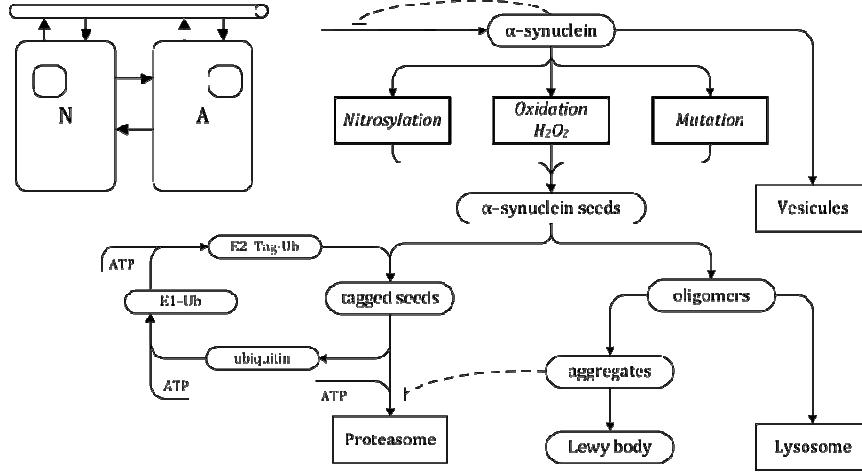 N
A
α-synuclein
Nitrosylation
Oxidation
H₂O₂
Mutation
α-synuclein seeds
Vesicules
E2-Tag-Ub
ATP
E1-Ub
tagged seeds
oligomers
ubiquitin
ATP
ATP
aggregates
Proteasome
Lewy body
Lysosome